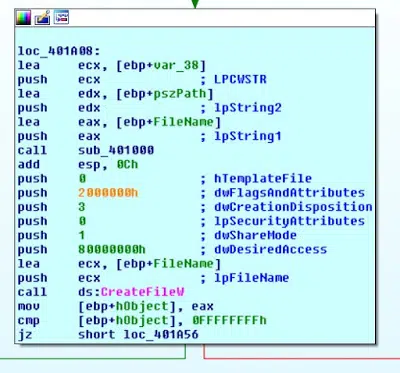 loc_401A08:
lea ecx, [ebp+var_38]
push ecx ; LPCWSTR
lea edx, [ebp+pszPath]
push edx ; lpString2
lea eax, [ebp+FileName]
push eax ; lpString1
call sub_401000
add esp, 0Ch
push 0 ; hTemplateFile
push 2000000h ; dwFlagsAndAttributes
push 3 ; dwCreationDisposition
push 0 ; lpSecurityAttributes
push 1 ; dwShareMode
push 80000000h ; dwDesiredAccess
lea ecx, [ebp+FileName]
push ecx ; lpFileName
call ds:CreateFileW
mov [ebp+hObject], eax
cmp [ebp+hObject], 0FFFFFFFFh
jz short loc_401A56